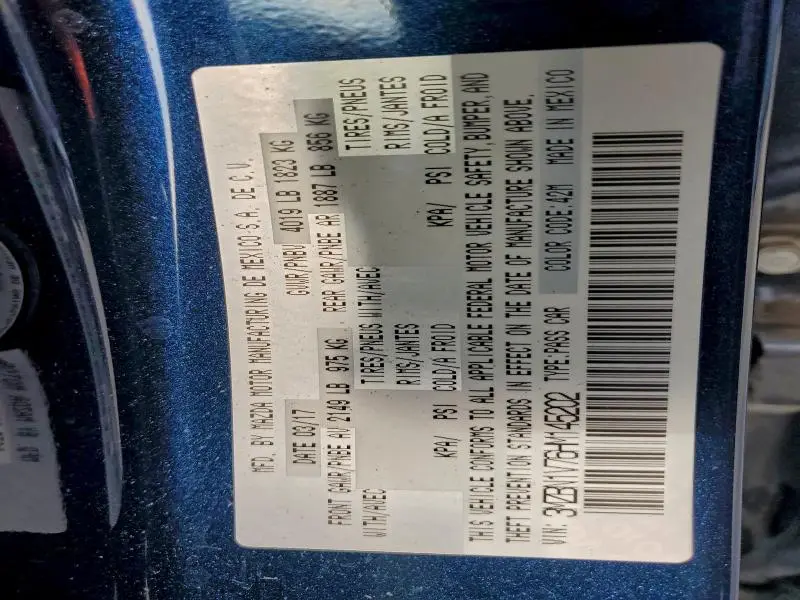 MFD. BY MAZDA MOTOR MANUFACTURING DE MEXICO S.A. DE C.V.
DATE 03/17 GVWR/PNBV 4019 LB 1823 KG
FRONT GAWR/PNBE AV 2149 LB 975 KG REAR GAWR/PNBE AR 1887 LB 856 KG
WITH/AVEC TIRES/PNEUS WITH/AVEC TIRES/PNEUS
RIMS/JANTES RIMS/JANTES
KPA/ PSI COLD/A FROID KPA/ PSI COLD/A FROID
THIS VEHICLE CONFORMS TO ALL APPLICABLE FEDERAL MOTOR VEHICLE SAFETY, BUMPER, AND
THEFT PREVENTION STANDARDS IN EFFECT ON THE DATE OF MANUFACTURE SHOWN ABOVE.
VIN: TYPE:PASS CAR COLOR CODE:42M MADE IN MEXICO